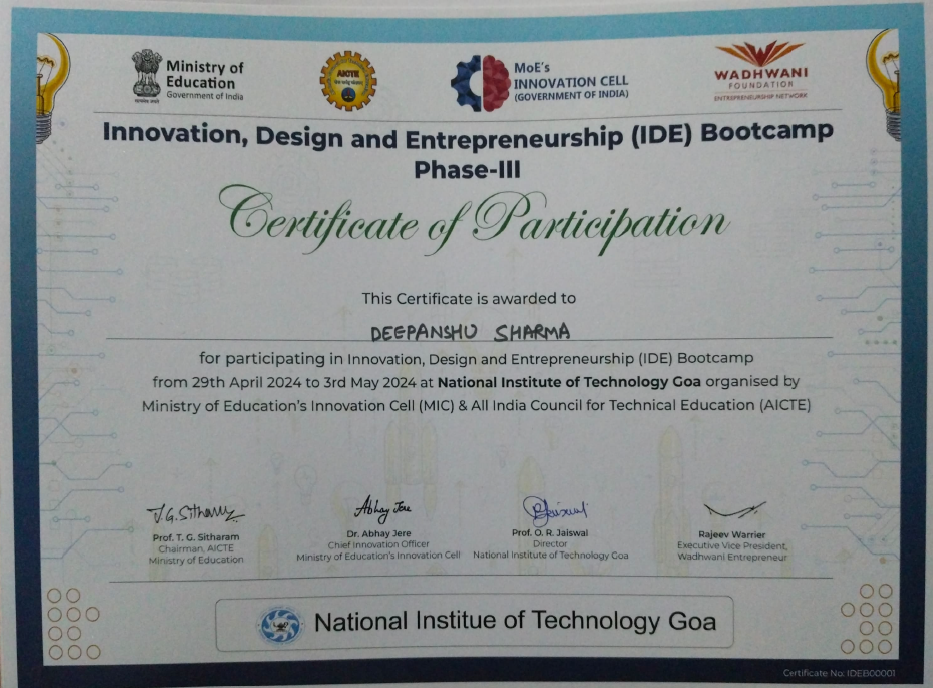 Ministry of
Education
Government of India
AICTE
MoE's
INNOVATION CELL
(GOVERNMENT OF INDIA)
WADHWANI
FOUNDATION
ENTREPRENEURSHIP NETWORK
Innovation, Design and Entrepreneurship (IDE) Bootcamp
Phase-III
Certificate of Participation
This Certificate is awarded to
DEEPANSHU SHARMA
for participating in Innovation, Design and Entrepreneurship (IDE) Bootcamp
from 29th April 2024 to 3rd May 2024 at National Institute of Technology Goa organised by
Ministry of Education's Innovation Cell (MIC) & All India Council for Technical Education (AICTE)
T.G. Sitharam
Prof. T. G. Sitharam
Chairman, AICTE
Ministry of Education
Abhay Jere
Dr. Abhay Jere
Chief Innovation Officer
Ministry of Education's Innovation Cell
Prof. O. R. Jaiswal
Director
National Institute of Technology Goa
Rajeev Warrier
Executive Vice President,
Wadhwani Entrepreneur
National Institue of Technology Goa
Certificate No. IDEB00001